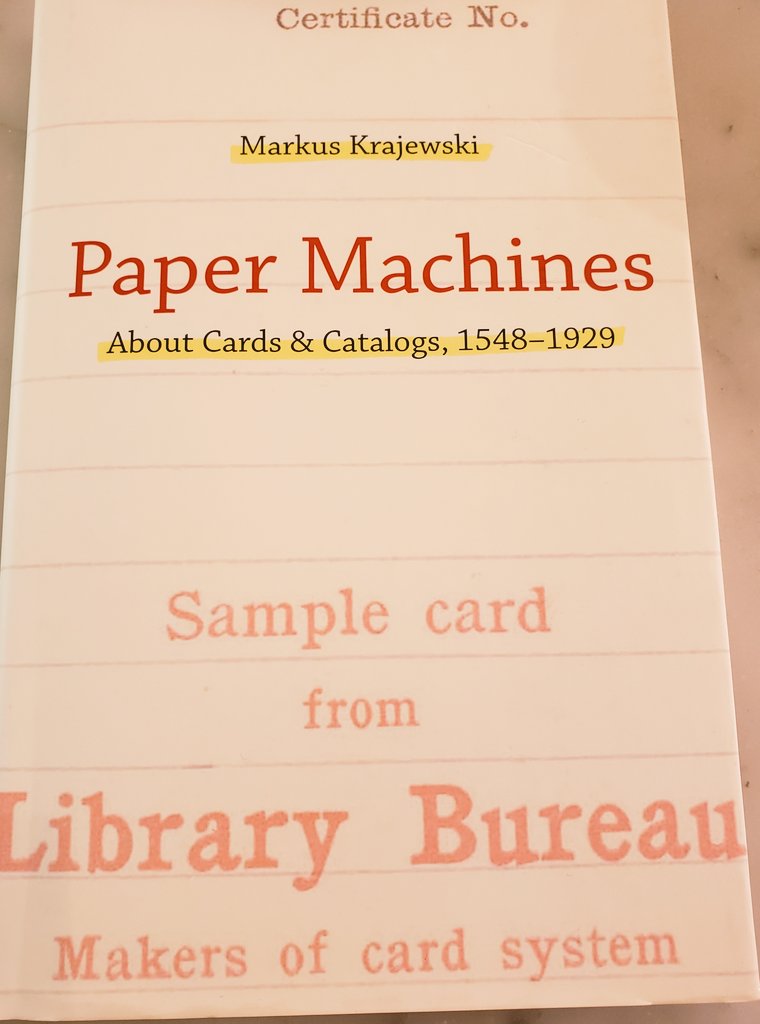 Certificate No.
Markus Krajewski
Paper Machines
About Cards & Catalogs, 1548–1929
Sample card
from
Library Bureau
Makers of card system